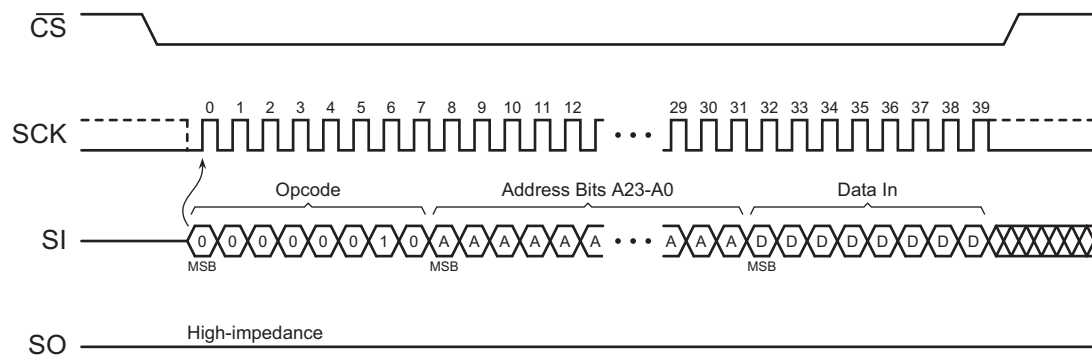 CS
0 1 2 3 4 5 6 7 8 9 10 11 12 29 30 31 32 33 34 35 36 37 38 39
SCK
Opcode Address Bits A23-A0 Data In
SI 0 0 0 0 0 0 1 0 A A A A A A A A A D D D D D D D D
MSB MSB MSB
High-impedance
SO